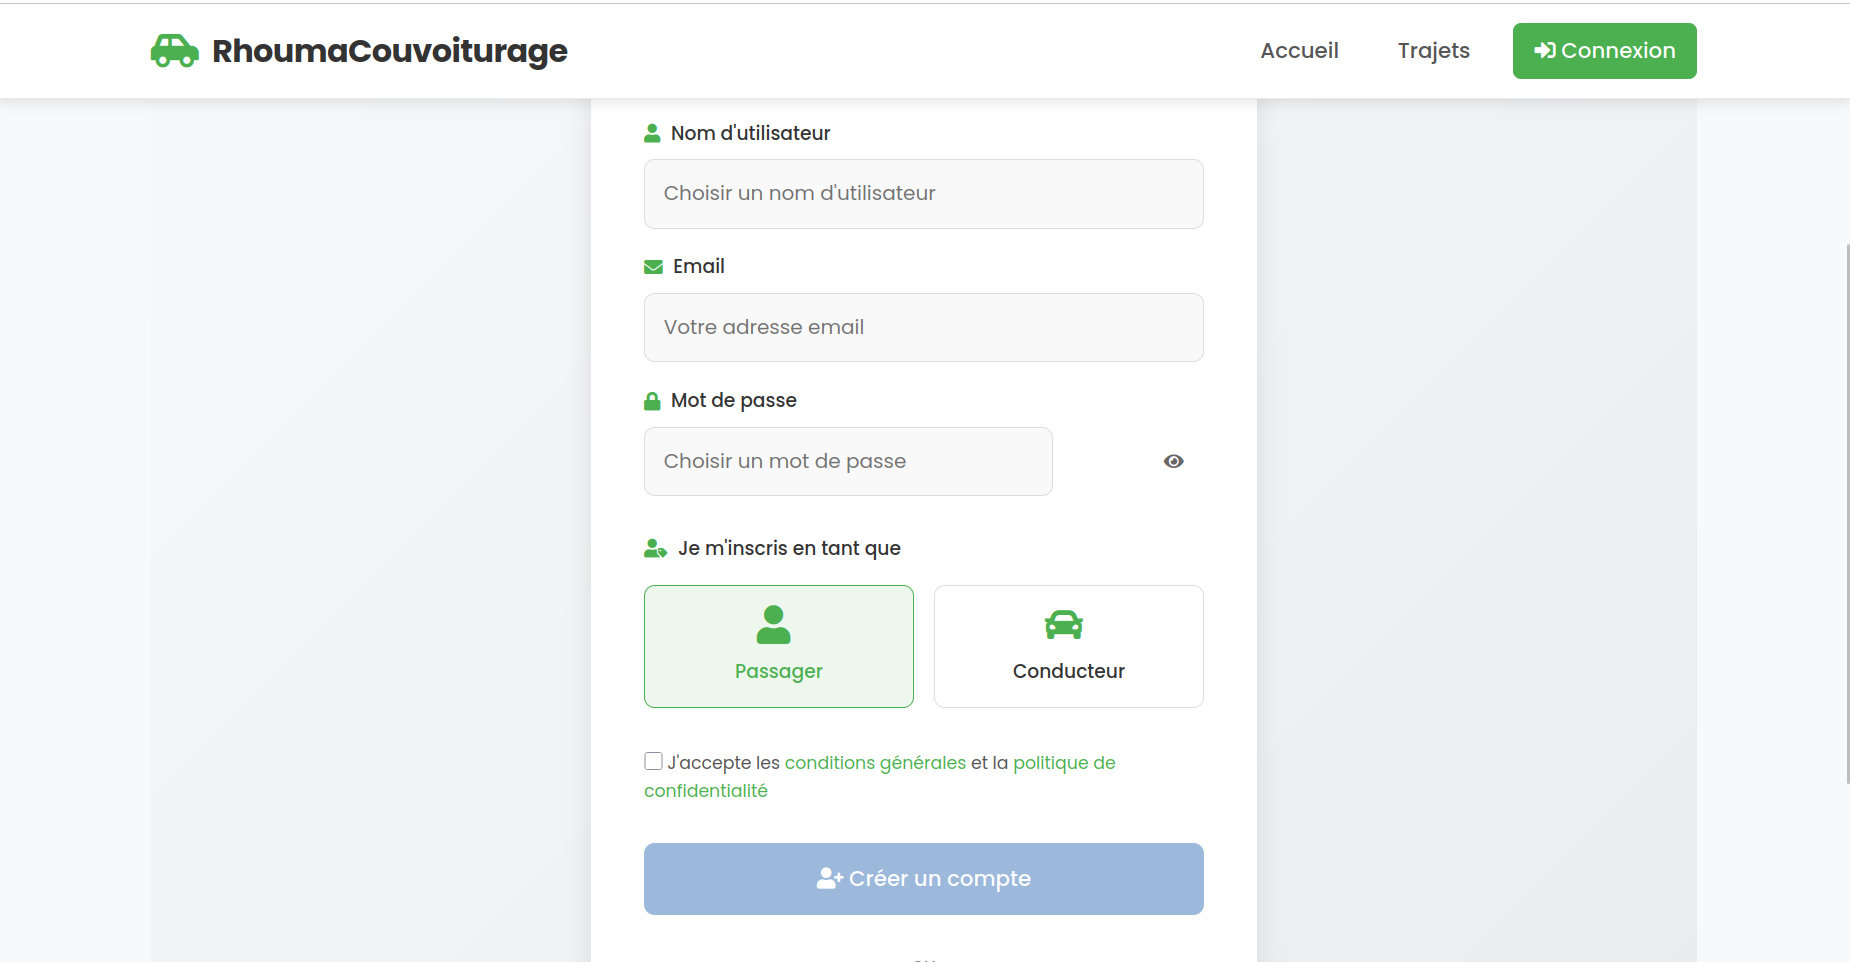 RhoumaCouvoiturage
Accueil
Trajets
Connexion
Nom d'utilisateur
Choisir un nom d'utilisateur
Email
Votre adresse email
Mot de passe
Choisir un mot de passe
Je m'inscris en tant que
Passager
Conducteur
J'accepte les conditions générales et la politique de
confidentialité
Créer un compte